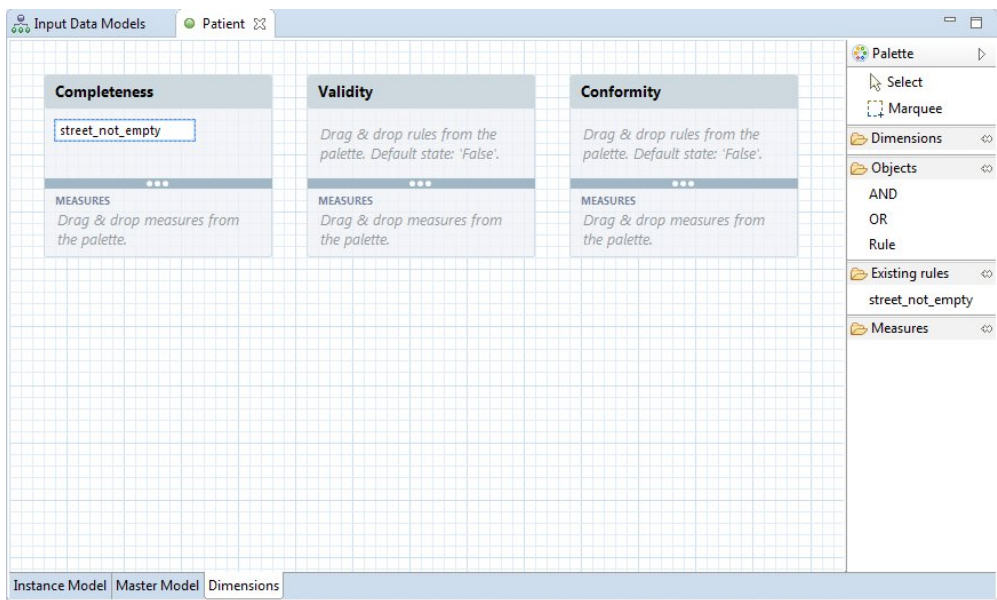 Input Data Models
Patient
Palette
Select
Marquee
Dimensions
Objects
AND
OR
Rule
Existing rules
street_not_empty
Measures
Completeness
street_not_empty
MEASURES
Drag & drop measures from
the palette.
Validity
Drag & drop rules from the
palette. Default state: 'False'.
MEASURES
Drag & drop measures from
the palette.
Conformity
Drag & drop rules from the
palette. Default state: 'False'.
MEASURES
Drag & drop measures from
the palette.
Instance Model
Master Model
Dimensions